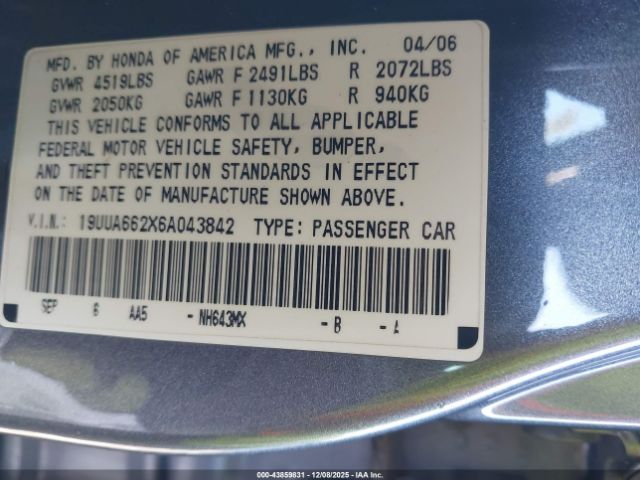 MFD. BY HONDA OF AMERICA MFG., INC. 04/06
GVWR 4519LBS GAWR F 2491LBS R 2072LBS
GVWR 2050KG GAWR F 1130KG R 940KG
THIS VEHICLE CONFORMS TO ALL APPLICABLE
FEDERAL MOTOR VEHICLE SAFETY, BUMPER,
AND THEFT PREVENTION STANDARDS IN EFFECT
ON THE DATE OF MANUFACTURE SHOWN ABOVE.
V.I.N.: 19UUA662X6A043842 TYPE: PASSENGER CAR
SEP 6 AA5 -NH643MX -B -A
000-43859831 12/08/2025 IAAI.com